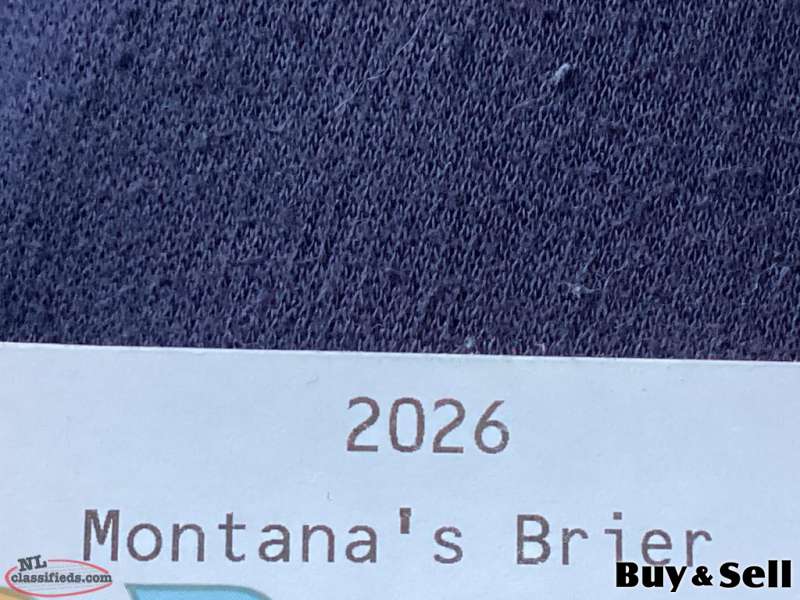 2026
Montana's Brier
NL
classifieds.com
Buy & Sell